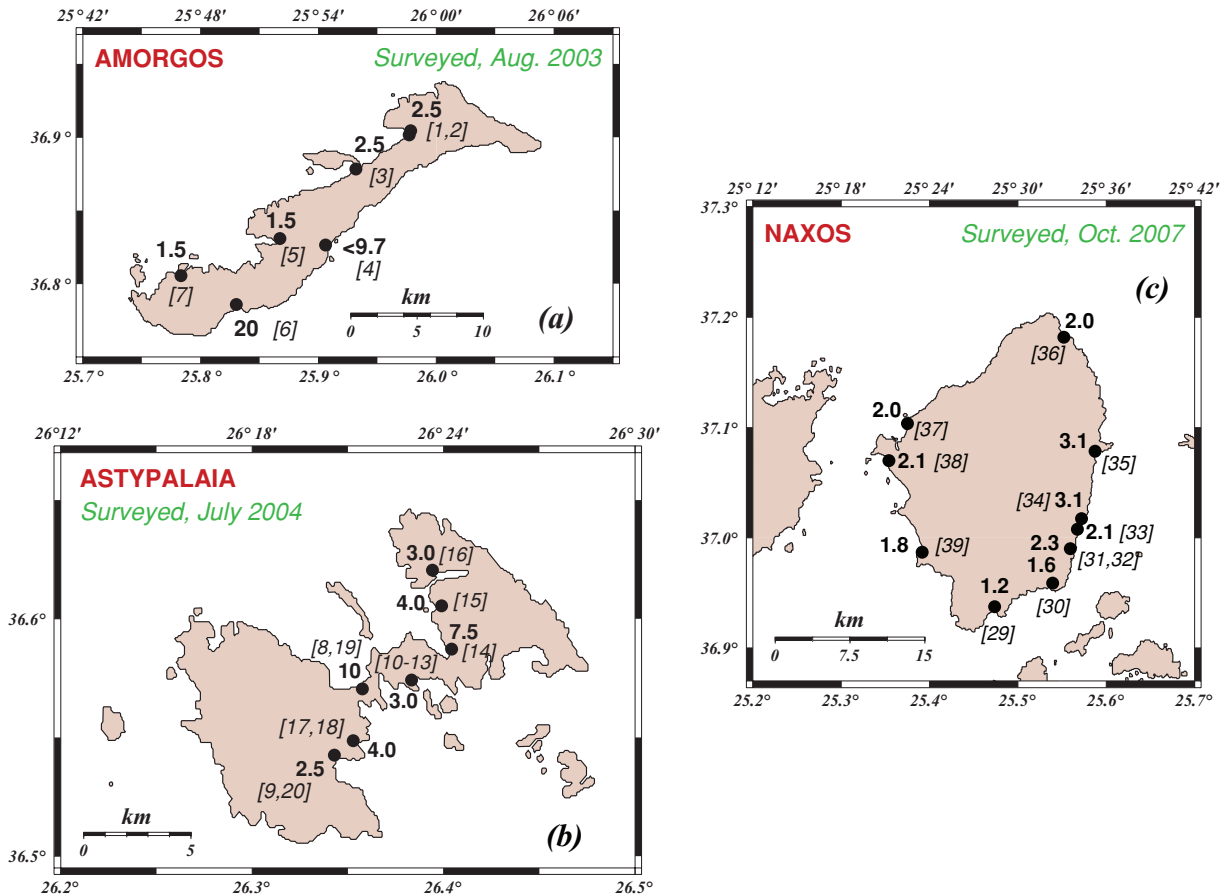 25°42' 25°48' 25°54' 26°00' 26°06'
AMORGOS Surveyed, Aug. 2003
36.9°
36.8°
2.5
[1,2]
2.5
[3]
1.5
[5]
<9.7
[4]
1.5
[7]
20 [6]
km
0 5 10
(a)
25.7° 25.8° 25.9° 26.0° 26.1°
26°12' 26°18' 26°24' 26°30'
ASTYPALAIA
Surveyed, July 2004
36.6°
36.5°
3.0 [16]
4.0 [15]
7.5
[14]
[8,19]
10
[10-13]
3.0
[17,18]
4.0
2.5
[9,20]
km
0 5
(b)
26.2° 26.3° 26.4° 26.5°
25°12' 25°18' 25°24' 25°30' 25°36' 25°42'
37.3°
NAXOS Surveyed, Oct. 2007
(c)
37.2°
37.1°
37.0°
36.9°
2.0
[36]
2.0
[37]
2.1 [38]
3.1
[35]
[34] 3.1
2.1 [33]
2.3
[31,32]
1.8 [39]
1.6
[30]
1.2
[29]
0 7.5 15
km
25.2° 25.3° 25.4° 25.5° 25.6° 25.7°